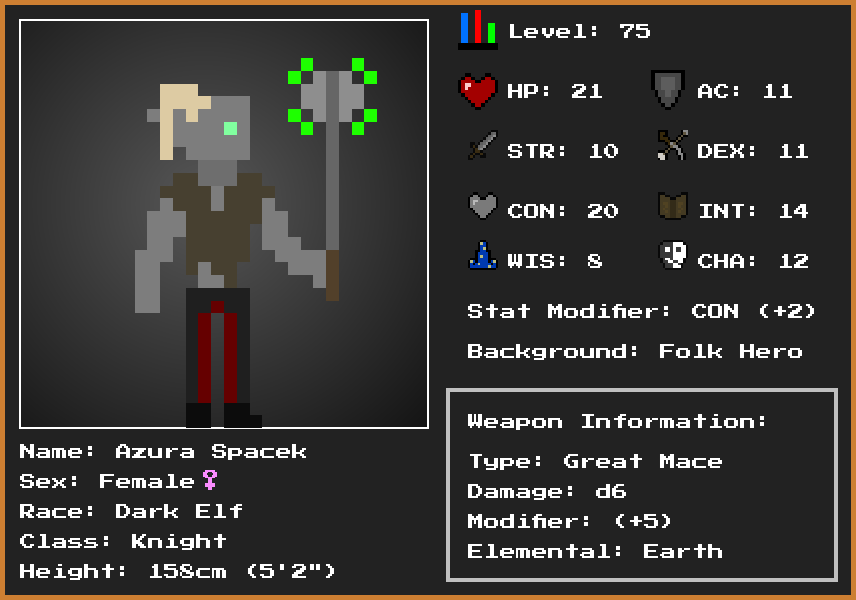 Level: 75
HP: 21
AC: 11
STR: 10
DEX: 11
CON: 20
INT: 14
WIS: 8
CHA: 12
Stat Modifier: CON (+2)
Background: Folk Hero
Weapon Information:
Type: Great Mace
Damage: d6
Modifier: (+5)
Elemental: Earth
Name: Azura Spacek
Sex: Female♀
Race: Dark Elf
Class: Knight
Height: 158cm (5'2")